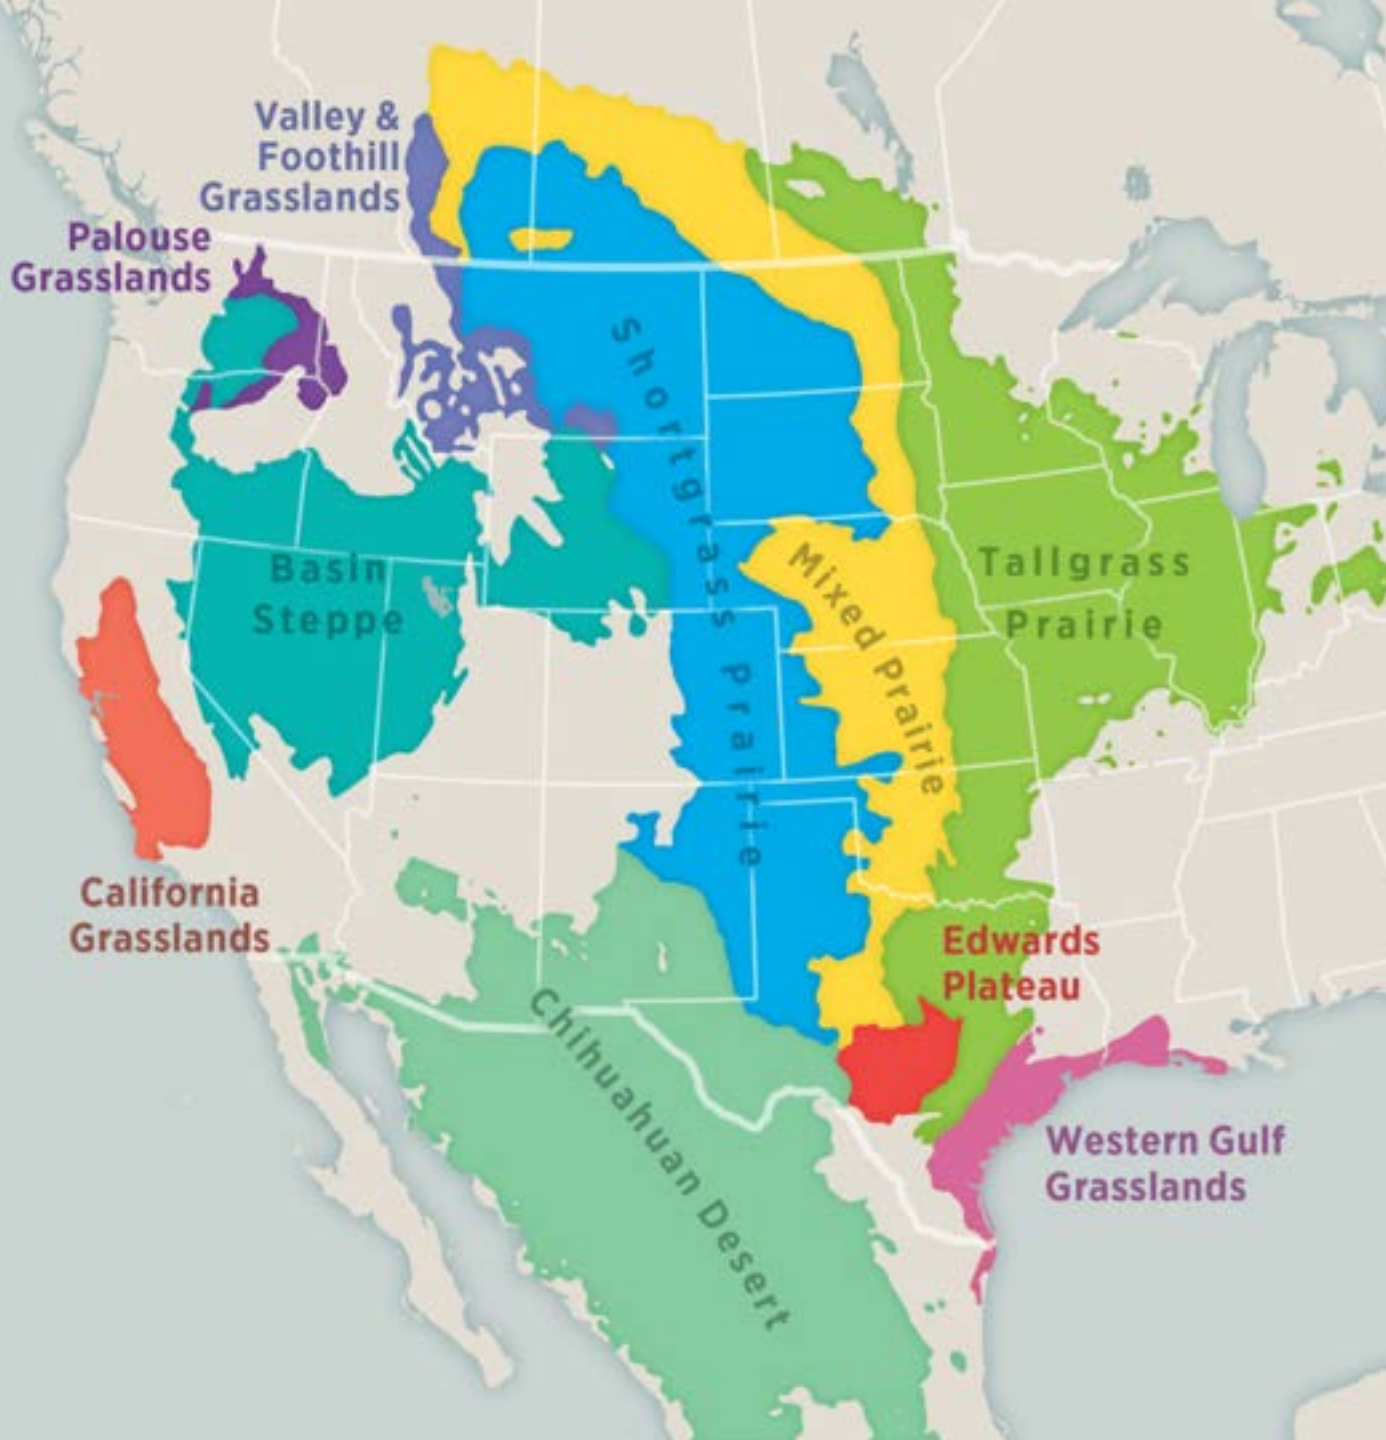 Valley &
Foothill
Grasslands
Palouse
Grasslands
Shortgrass prairie
Basin
Steppe
Mixed Prairie
Tallgrass
Prairie
California
Grasslands
Edwards
Plateau
Chihuahuan Desert
Western Gulf
Grasslands